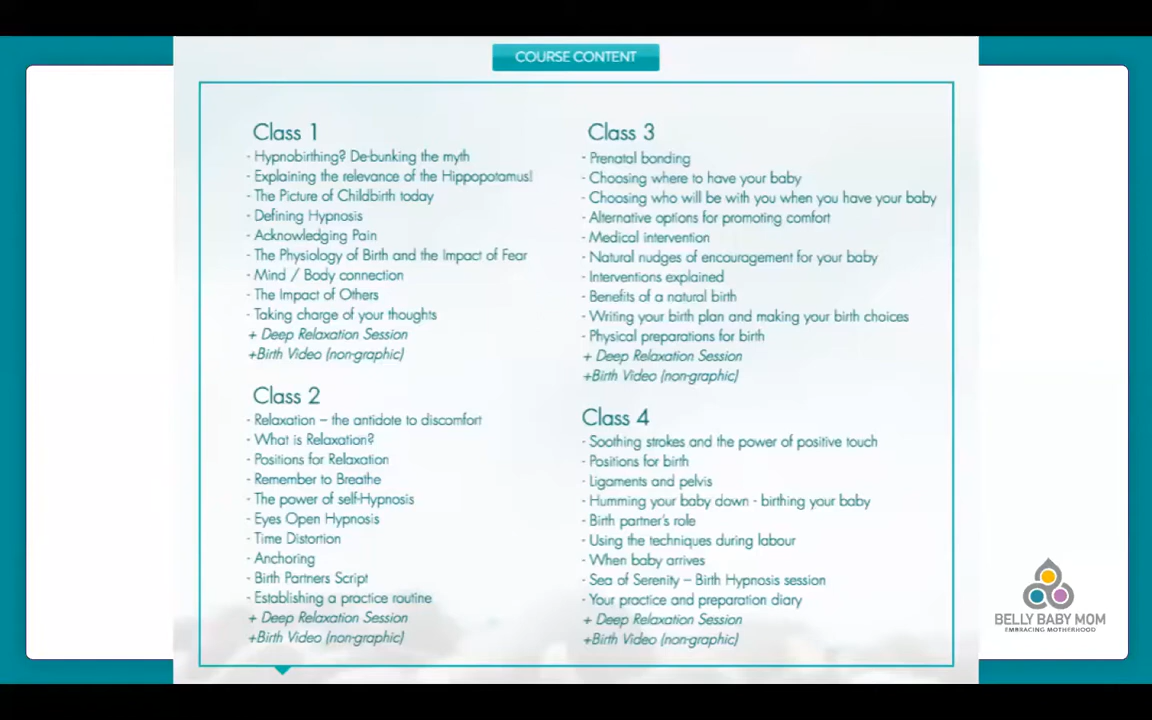 COURSE CONTENT
Class 1
- Hypnobirthing? De-bunking the myth
- Explaining the relevance of the Hippopotamus!
- The Picture of Childbirth today
- Defining Hypnosis
- Acknowledging Pain
- The Physiology of Birth and the Impact of Fear
- Mind / Body connection
- The Impact of Others
- Taking charge of your thoughts
+ Deep Relaxation Session
+Birth Video (non-graphic)
Class 2
- Relaxation – the antidote to discomfort
- What is Relaxation?
- Positions for Relaxation
- Remember to Breathe
- The power of self-Hypnosis
- Eyes Open Hypnosis
- Time Distortion
- Anchoring
- Birth Partners Script
- Establishing a practice routine
+ Deep Relaxation Session
+Birth Video (non-graphic)
Class 3
- Prenatal bonding
- Choosing where to have your baby
- Choosing who will be with you when you have your baby
- Alternative options for promoting comfort
- Medical intervention
- Natural nudges of encouragement for your baby
- Interventions explained
- Benefits of a natural birth
- Writing your birth plan and making your birth choices
- Physical preparations for birth
+ Deep Relaxation Session
+Birth Video (non-graphic)
Class 4
- Soothing strokes and the power of positive touch
- Positions for birth
- Ligaments and pelvis
- Humming your baby down - birthing your baby
- Birth partner's role
- Using the techniques during labour
- When baby arrives
- Sea of Serenity – Birth Hypnosis session
- Your practice and preparation diary
+ Deep Relaxation Session
+Birth Video (non-graphic)
BELLY BABY MOM
EMBRACING MOTHERHOOD